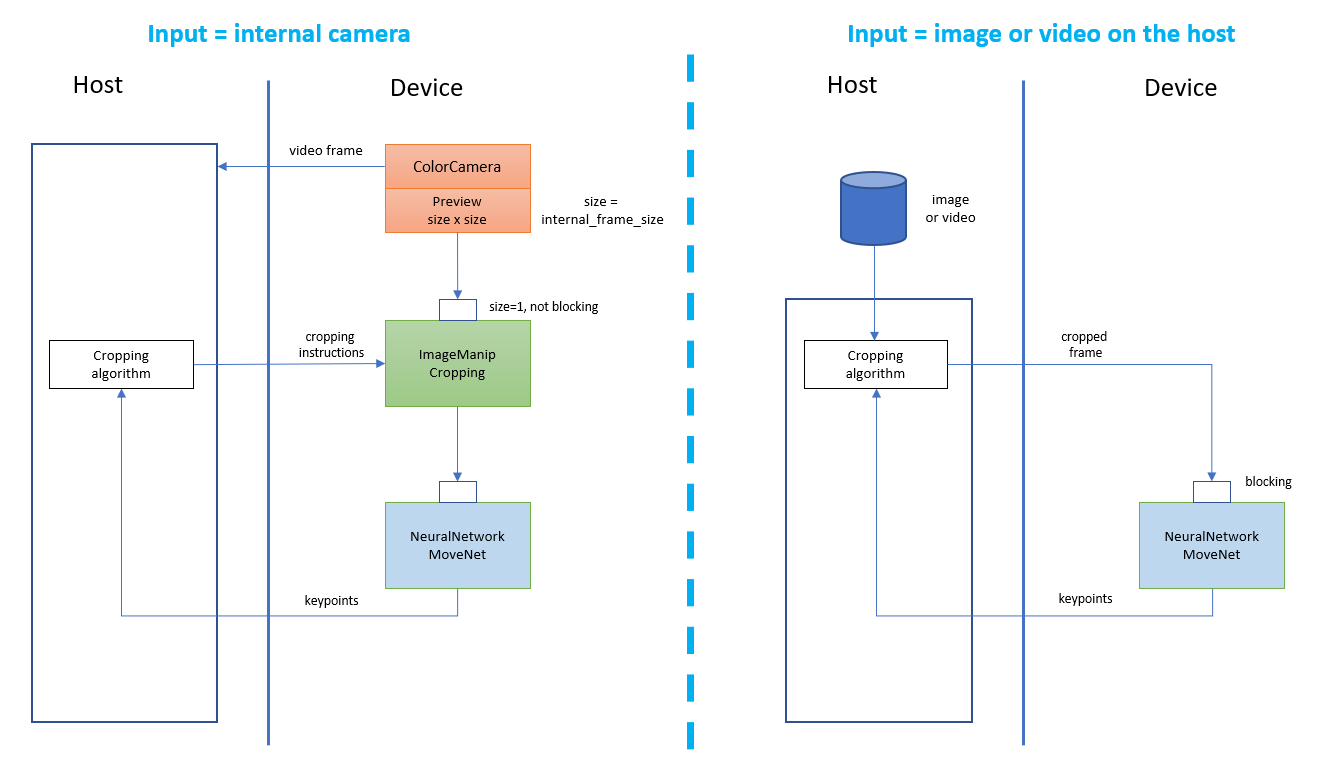 Input = internal camera
Host
Device
video frame
ColorCamera
Preview
size x size
size =
internal_frame_size
size=1, not blocking
cropping
instructions
Cropping
algorithm
ImageManip
Cropping
NeuralNetwork
MoveNet
keypoints
Input = image or video on the host
Host
Device
image
or video
Cropping
algorithm
cropped
frame
blocking
NeuralNetwork
MoveNet
keypoints